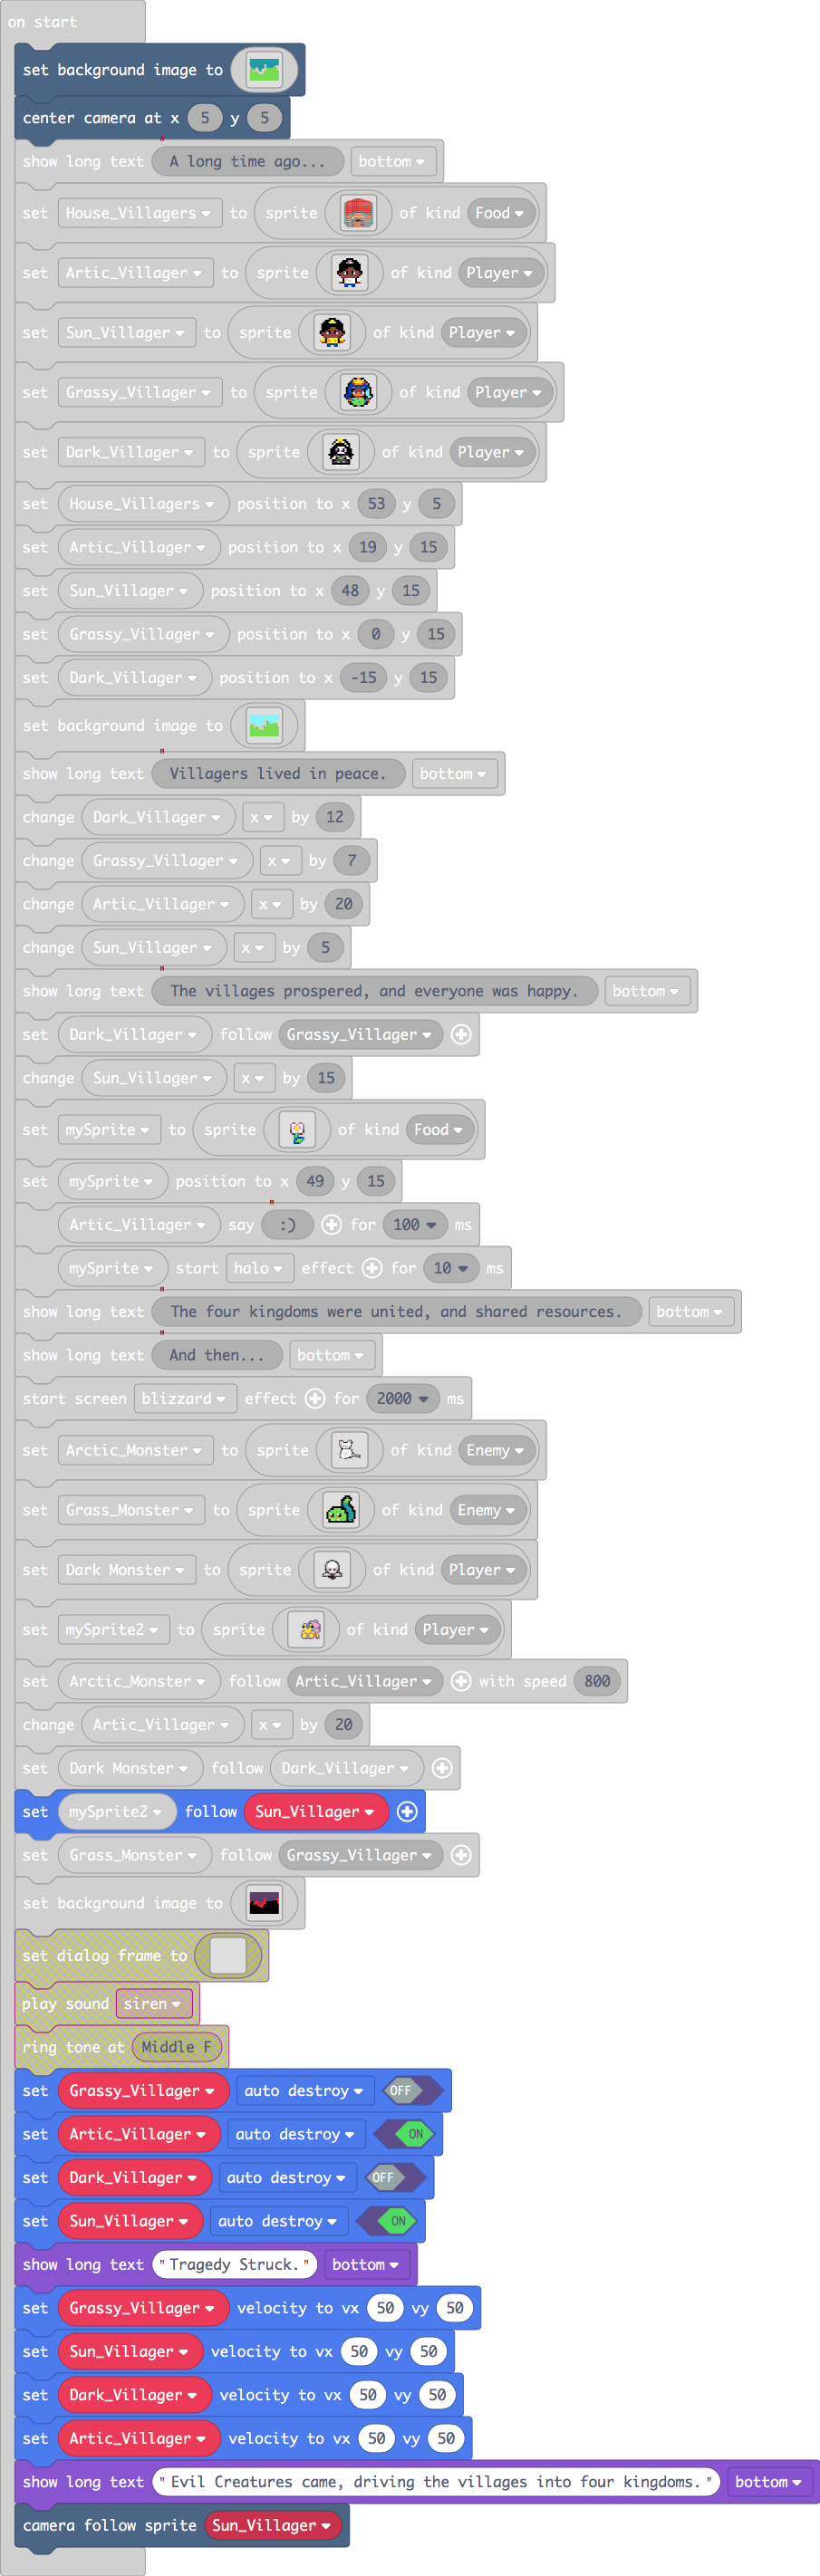 on start
set background image to
center camera at x 5 y 5
show long text " A long time ago... bottom
set House_Villagers to sprite of kind Food
set Artic_Villager to sprite of kind Player
set Sun_Villager to sprite of kind Player
set Grassy_Villager to sprite of kind Player
set Dark_Villager to sprite of kind Player
set House_Villagers position to x 53 y 5
set Artic_Villager position to x 19 y 15
set Sun_Villager position to x 48 y 15
set Grassy_Villager position to x 0 y 15
set Dark_Villager position to x -15 y 15
set background image to
show long text " Villagers lived in peace. bottom
change Dark_Villager x by 12
change Grassy_Villager x by 7
change Artic_Villager x by 20
change Sun_Villager x by 5
show long text " The villages prospered, and everyone was happy. bottom
set Dark_Villager follow Grassy_Villager
change Sun_Villager x by 15
set mySprite to sprite of kind Food
set mySprite position to x 49 y 15
Artic_Villager say " :) for 100 ms
mySprite start halo effect for 10 ms
show long text " The four kingdoms were united, and shared resources. bottom
show long text " And then... bottom
start screen blizzard effect for 2000 ms
set Arctic_Monster to sprite of kind Enemy
set Grass_Monster to sprite of kind Enemy
set Dark Monster to sprite of kind Player
set mySprite2 to sprite of kind Player
set Arctic_Monster follow Artic_Villager with speed 800
change Artic_Villager x by 20
set Dark Monster follow Dark_Villager
set mySprite2 follow Sun_Villager
set Grass_Monster follow Grassy_Villager
set background image to
set dialog frame to
play sound siren
ring tone at Middle F
set Grassy_Villager auto destroy OFF
set Artic_Villager auto destroy ON
set Dark_Villager auto destroy OFF
set Sun_Villager auto destroy ON
show long text "Tragedy Struck." bottom
set Grassy_Villager velocity to vx 50 vy 50
set Sun_Villager velocity to vx 50 vy 50
set Dark_Villager velocity to vx 50 vy 50
set Artic_Villager velocity to vx 50 vy 50
show long text "Evil Creatures came, driving the villages into four kingdoms." bottom
camera follow sprite Sun_Villager